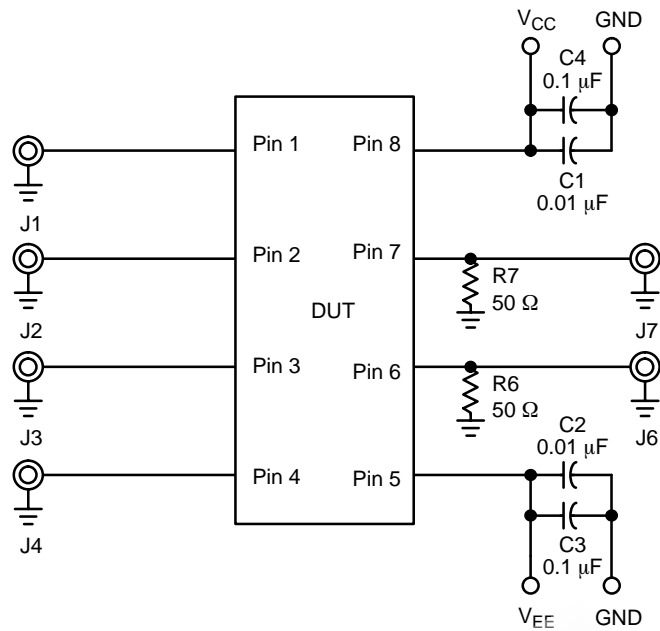 V_CC GND
C4
0.1 μF
Pin 1 Pin 8
C1
0.01 μF
J1
Pin 2 Pin 7
R7
50 Ω
DUT
J2 J7
Pin 3 Pin 6
R6
50 Ω
J3 J6
C2
0.01 μF
Pin 4 Pin 5
J4
C3
0.1 μF
V_EE GND